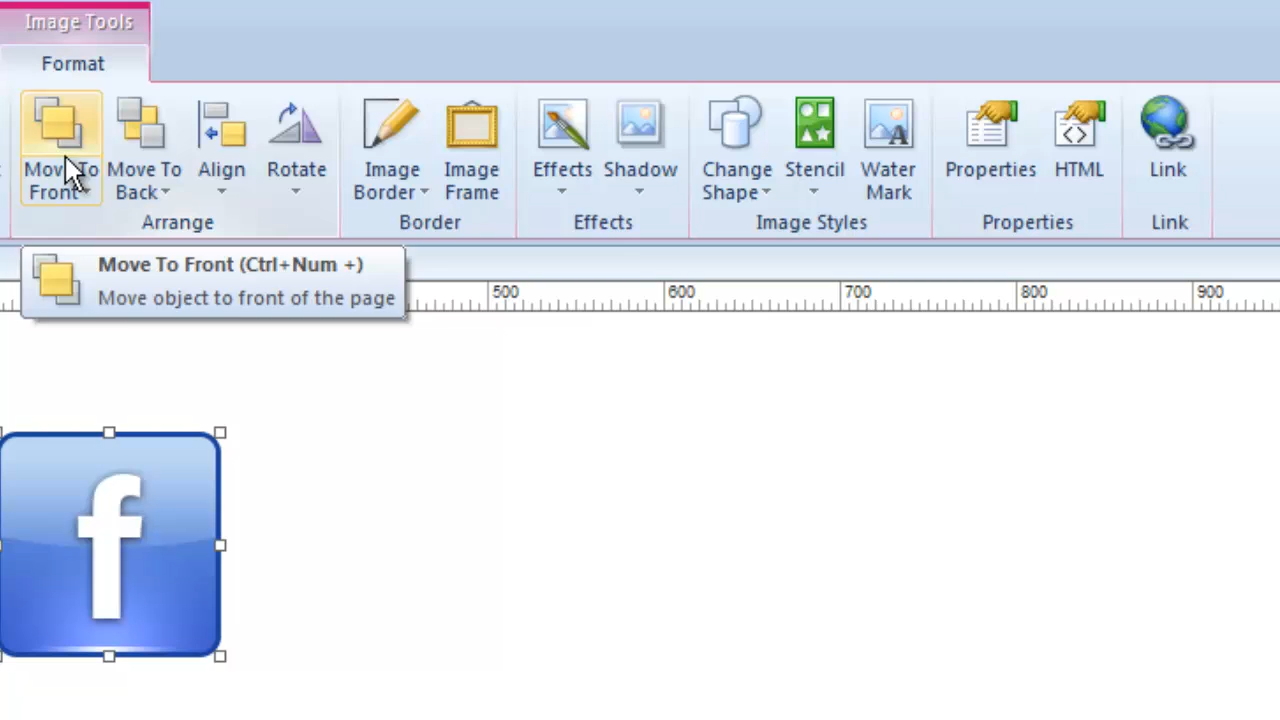 Image Tools
Format
Move To Front
Move To Back
Align
Rotate
Image Border
Image Frame
Effects
Shadow
Change Shape
Stencil
Water Mark
Properties
HTML
Link
Arrange
Border
Effects
Image Styles
Properties
Link
Move To Front (Ctrl+Num +)
Move object to front of the page
500 600 700 800 900
f